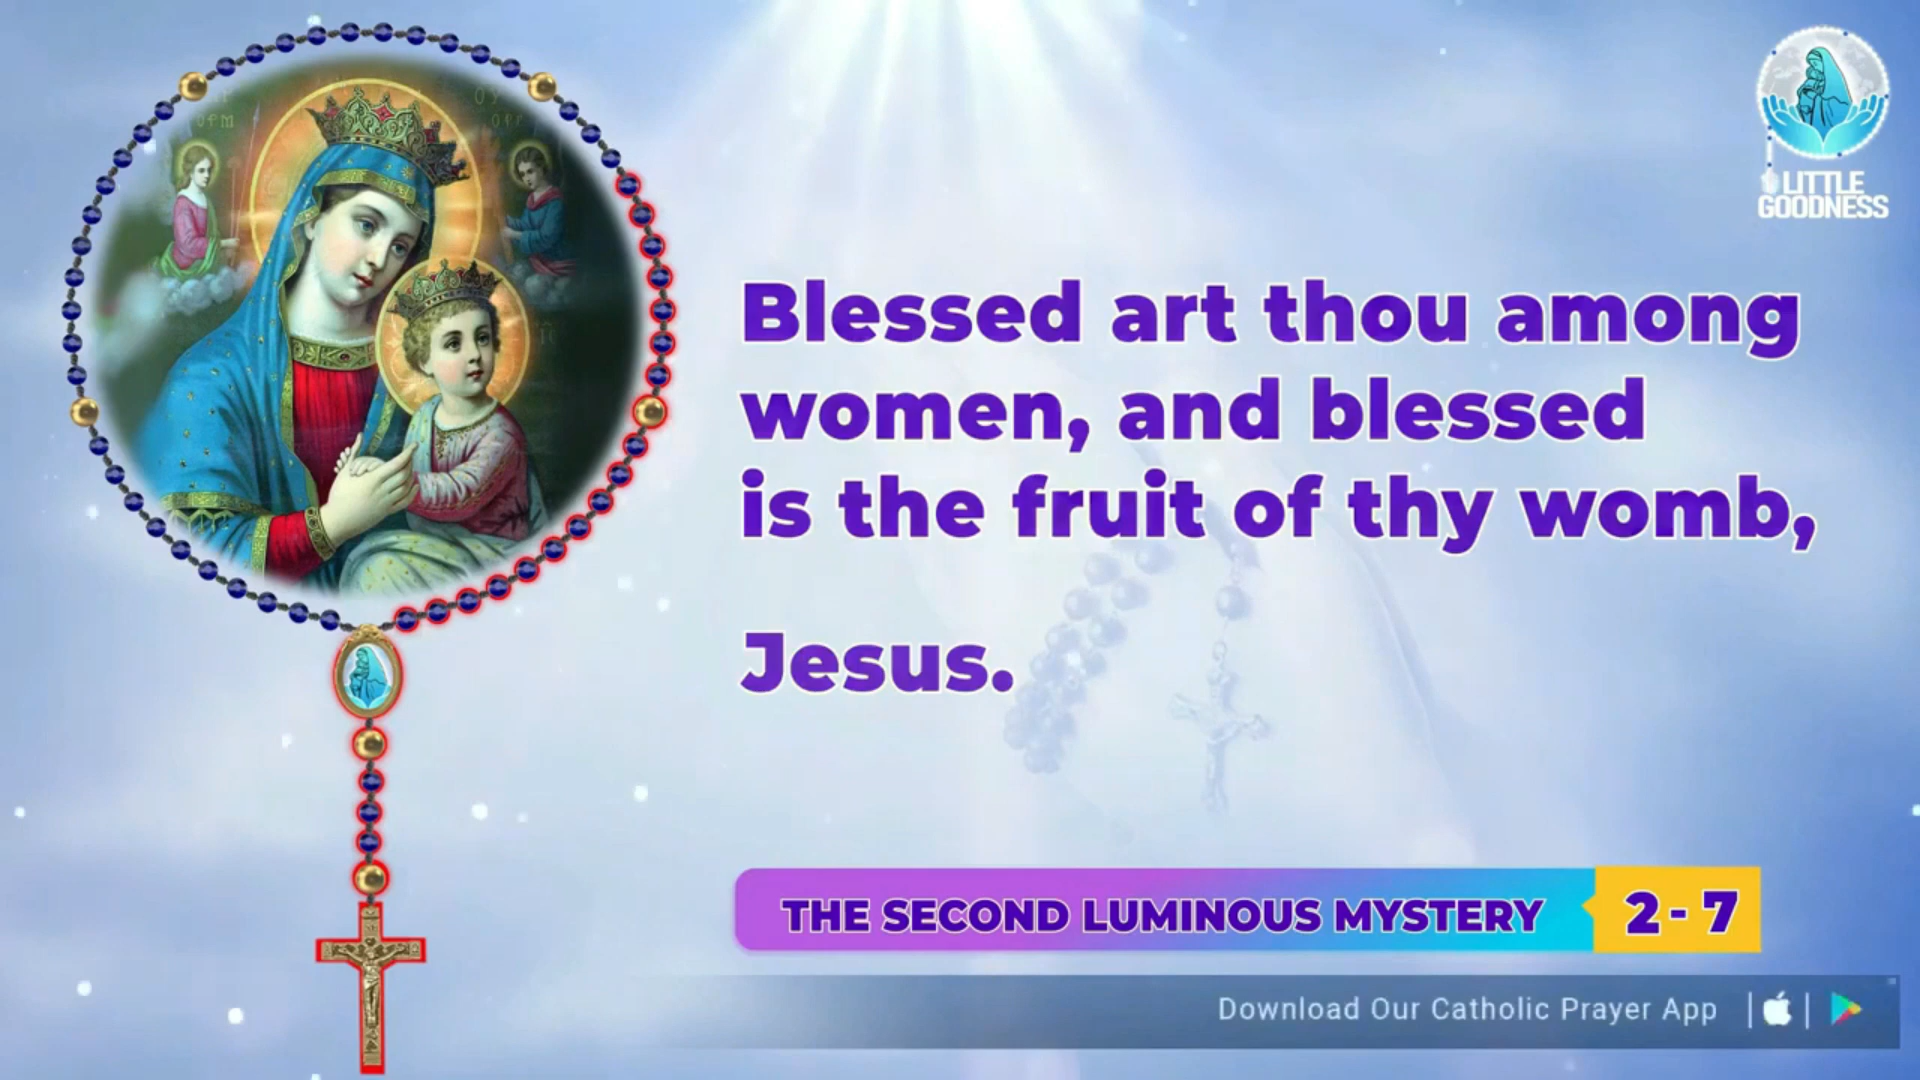 LITTLE
GOODNESS
Blessed art thou among
women, and blessed
is the fruit of thy womb,
Jesus.
THE SECOND LUMINOUS MYSTERY
2 - 7
Download Our Catholic Prayer App